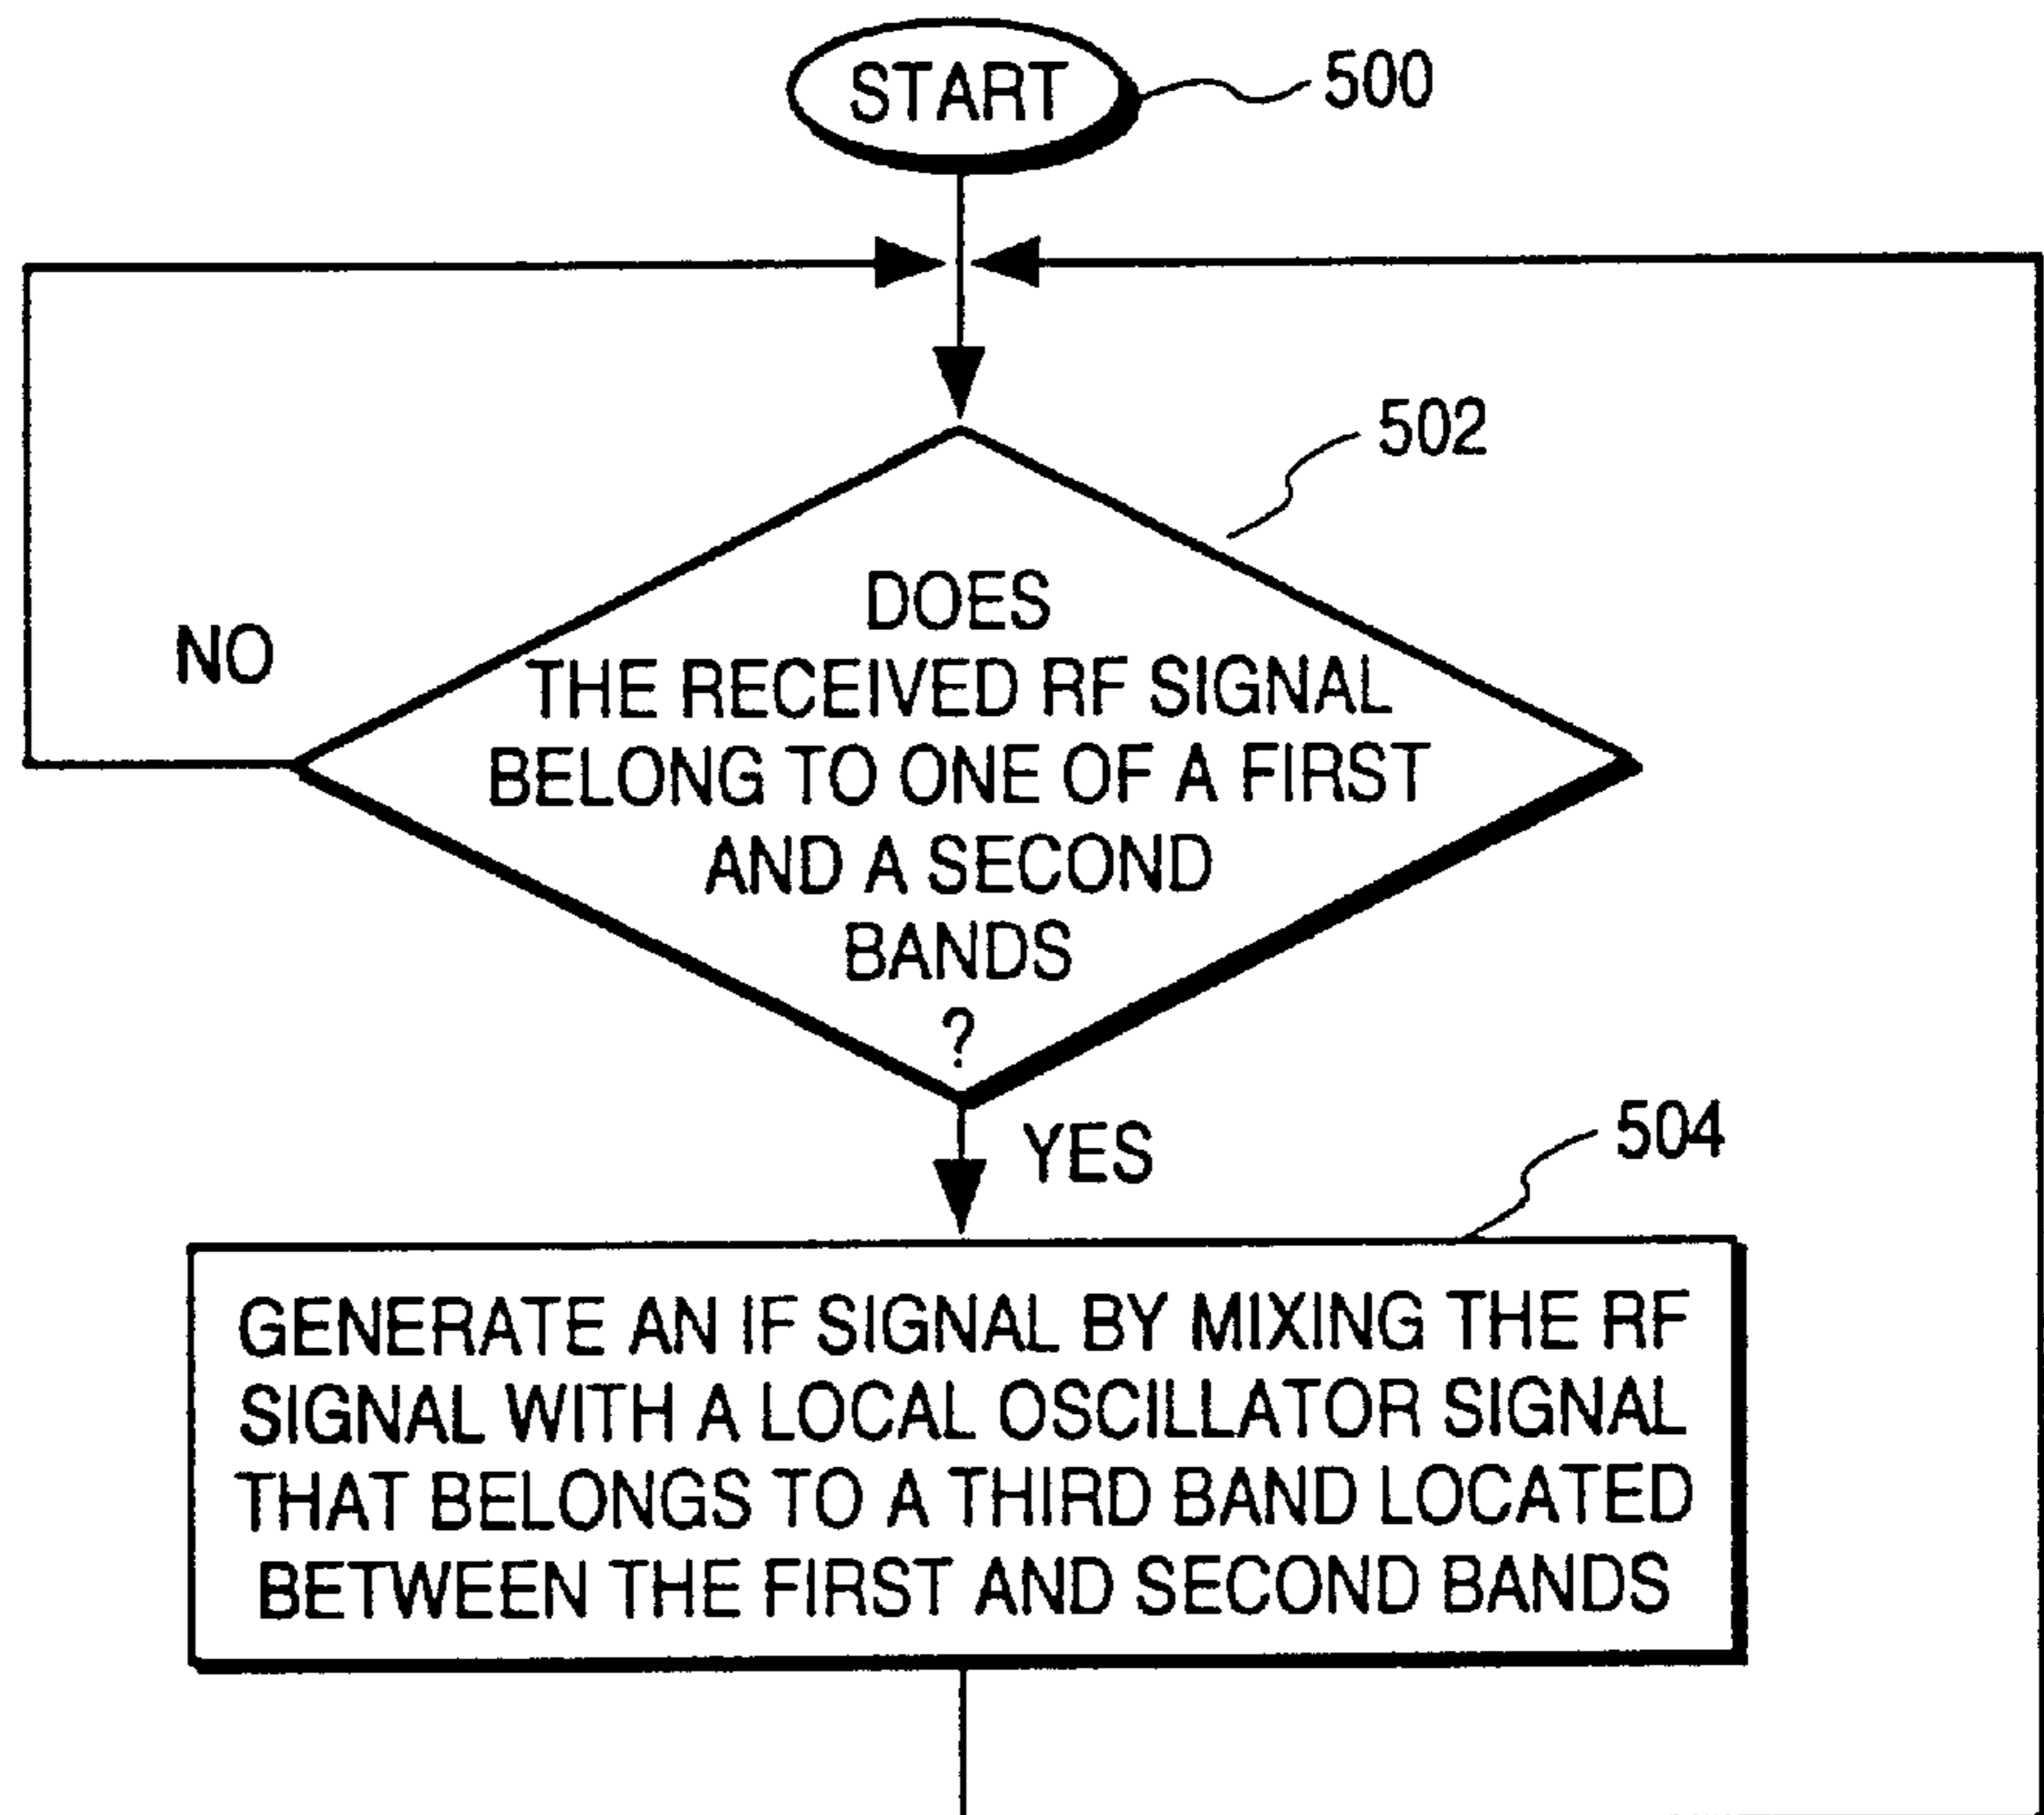 START
500
502
DOES
THE RECEIVED RF SIGNAL
BELONG TO ONE OF A FIRST
AND A SECOND
BANDS
?
NO
YES
504
GENERATE AN IF SIGNAL BY MIXING THE RF
SIGNAL WITH A LOCAL OSCILLATOR SIGNAL
THAT BELONGS TO A THIRD BAND LOCATED
BETWEEN THE FIRST AND SECOND BANDS